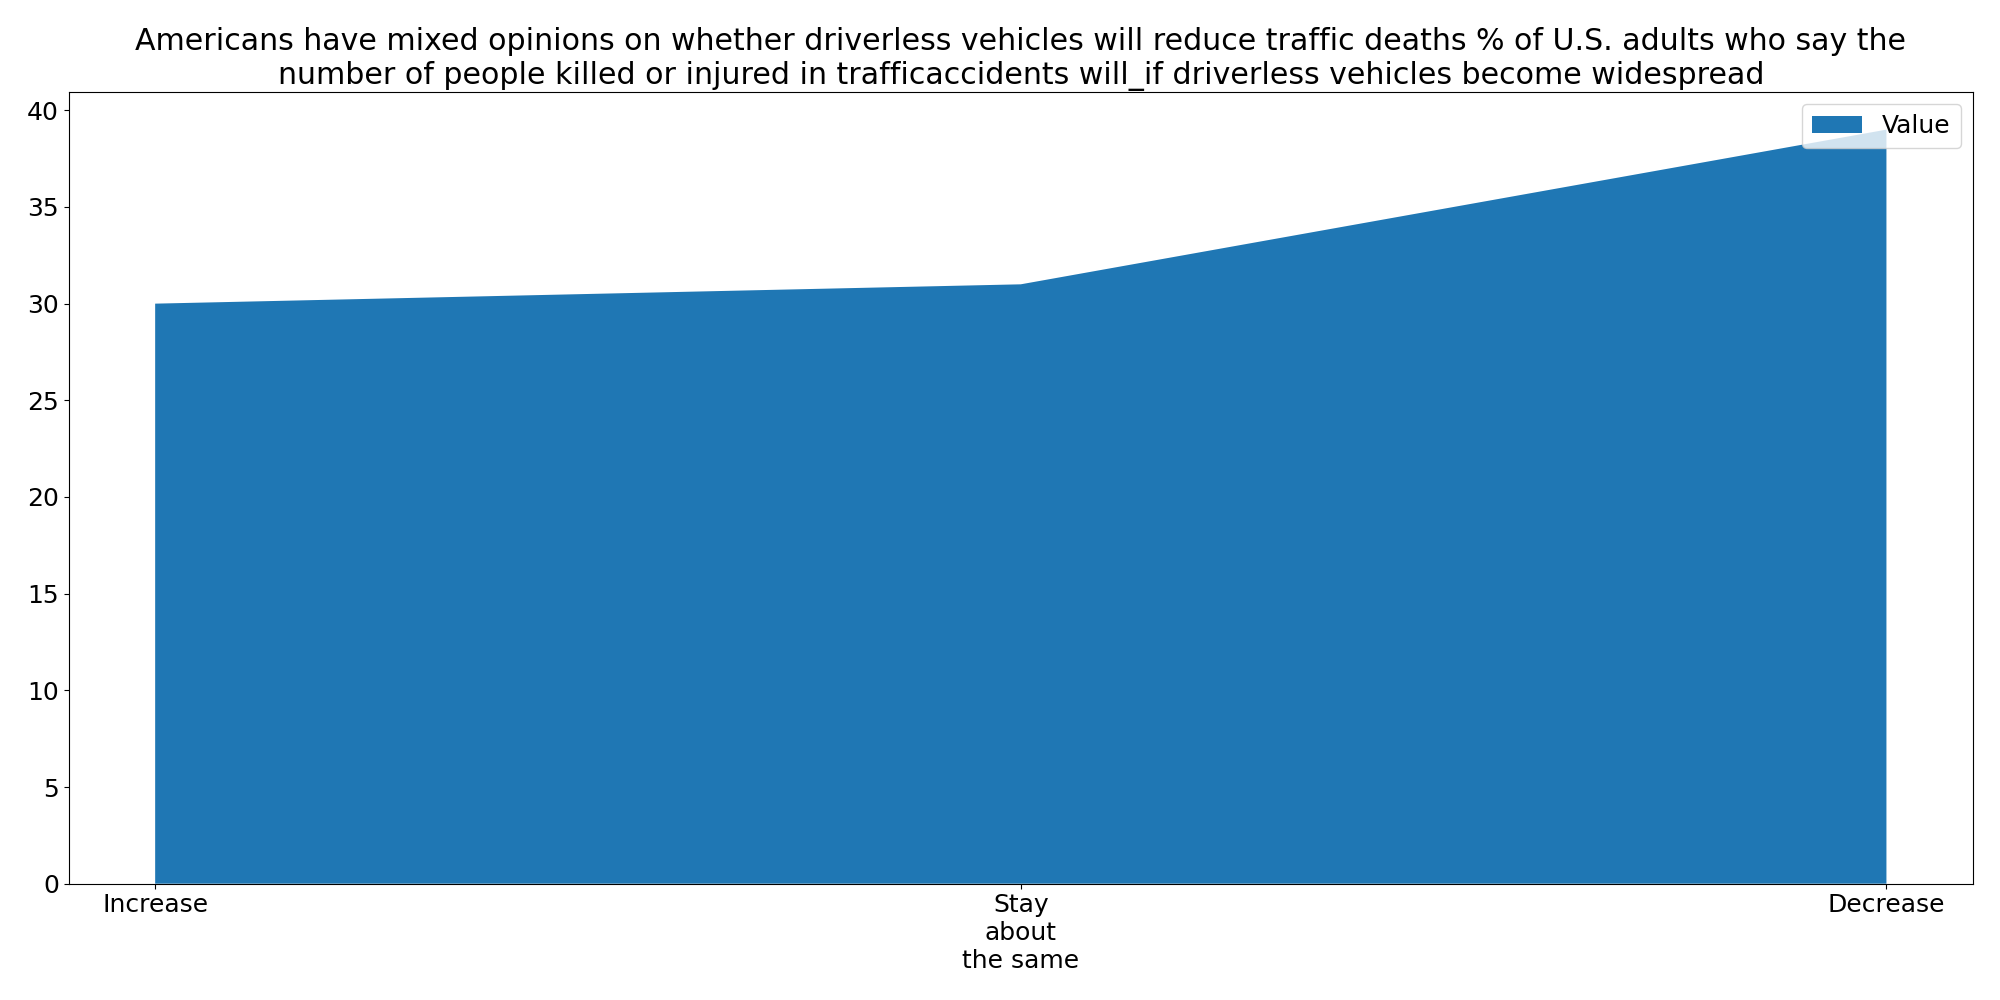 Americans have mixed opinions on whether driverless vehicles will reduce traffic deaths % of U.S. adults who say the
number of people killed or injured in trafficaccidents will_if driverless vehicles become widespread
40
35
30
25
20
15
10
5
0
Value
Increase
Stay
about
the same
Decrease